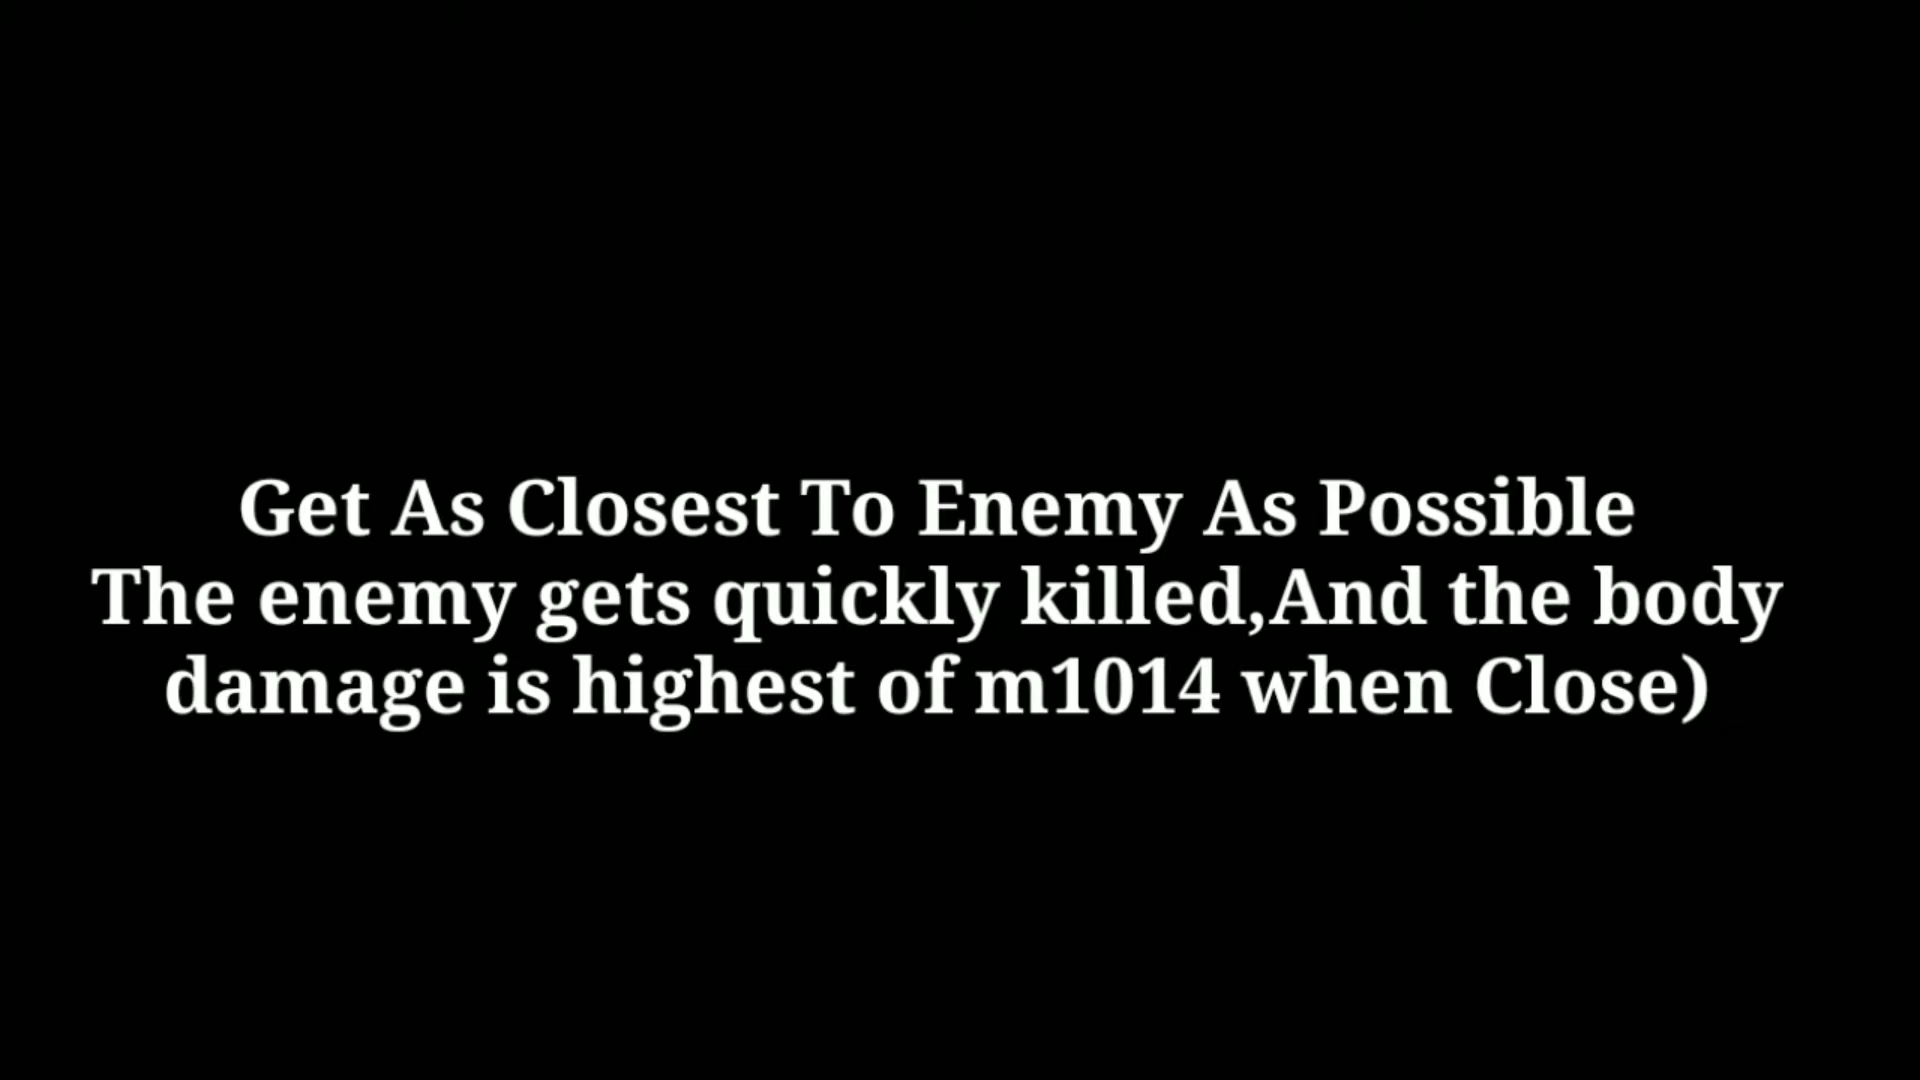 Get As Closest To Enemy As Possible
The enemy gets quickly killed,And the body
damage is highest of m1014 when Close)